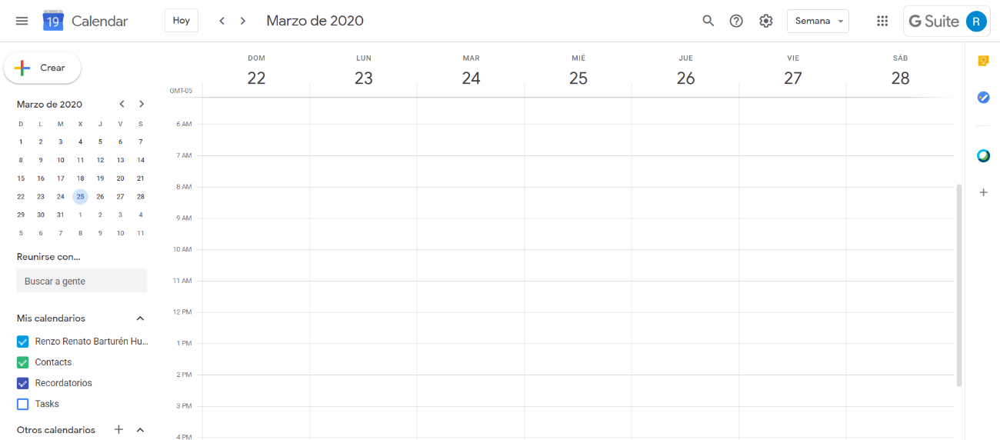 19 Calendar Hoy Marzo de 2020 Semana G Suite R
Crear
DOM LUN MAR MIÉ JUE VIE SÁB
22 23 24 25 26 27 28
GMT-05
Marzo de 2020
D L M X J V S
1 2 3 4 5 6 7
8 9 10 11 12 13 14
15 16 17 18 19 20 21
22 23 24 25 26 27 28
29 30 31 1 2 3 4
5 6 7 8 9 10 11
Reunirse con...
Buscar a gente
Mis calendarios
Renzo Renato Barturén Hu...
Contacts
Recordatorios
Tasks
Otros calendarios
6 AM
7 AM
8 AM
9 AM
10 AM
11 AM
12 PM
1 PM
2 PM
3 PM
4 PM